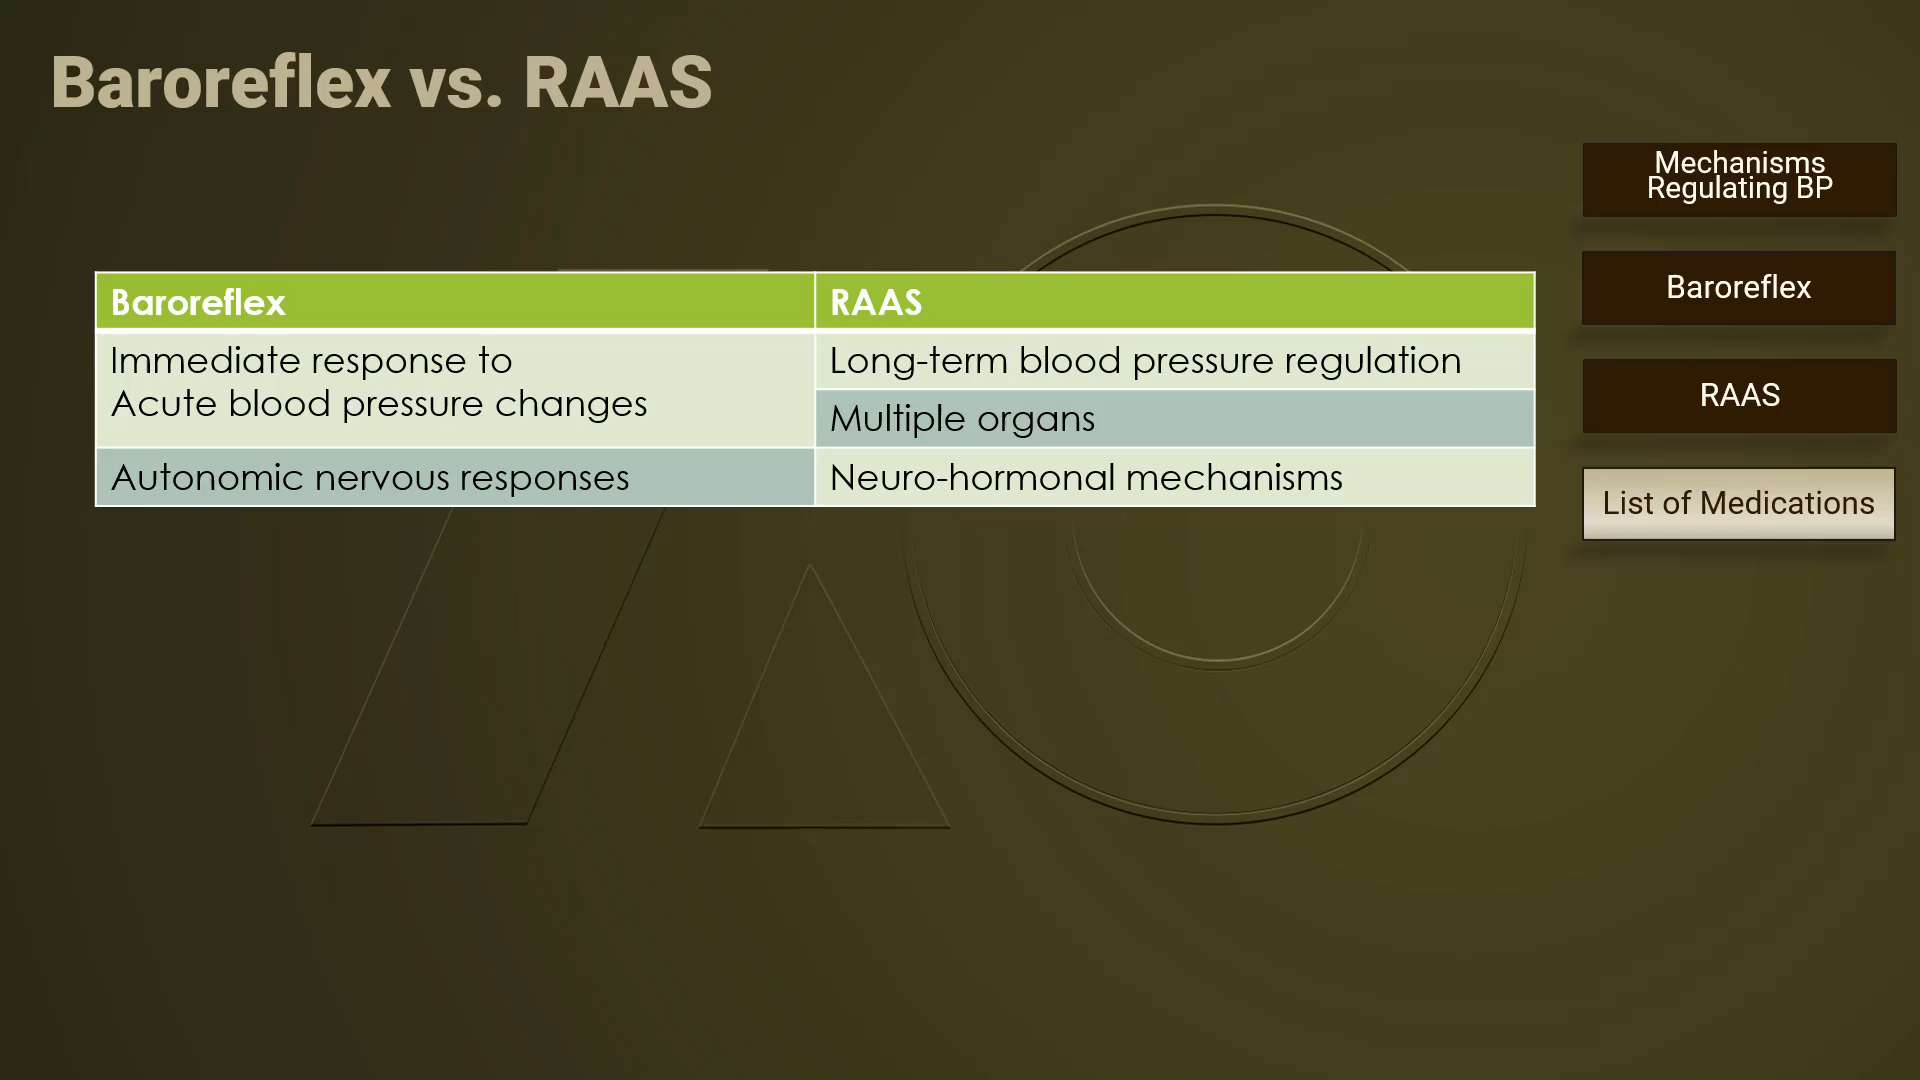 Baroreflex vs. RAAS
Mechanisms
Regulating BP
Baroreflex
RAAS
List of Medications
Baroreflex
RAAS
Immediate response to
Acute blood pressure changes
Long-term blood pressure regulation
Multiple organs
Autonomic nervous responses
Neuro-hormonal mechanisms